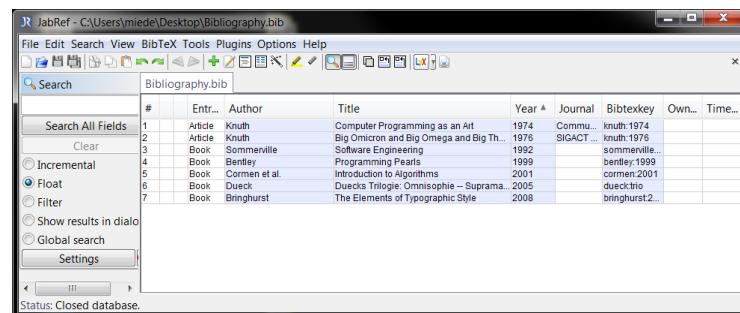 JabRef - C:\Users\miede\Desktop\Bibliography.bib
File Edit Search View BibTeX Tools Plugins Options Help
Search
Bibliography.bib
# Entr... Author Title Year Journal Bibtexkey Own... Time...
Search All Fields
Clear
Incremental
Float
Filter
Show results in dialo
Global search
Settings
1 Article Knuth Computer Programming as an Art 1974 Commu... knuth:1974
2 Article Knuth Big Omicron and Big Omega and Big Th... 1976 SIGACT ... knuth:1976
3 Book Sommerville Software Engineering 1992 sommerville...
4 Book Bentley Programming Pearls 1999 bentley:1999
5 Book Cormen et al. Introduction to Algorithms 2001 cormen:2001
6 Book Dueck Duecks Trilogie: Omnisophie -- Suprama... 2005 dueck:trio
7 Book Bringhurst The Elements of Typographic Style 2008 bringhurst:2...
Status: Closed database.